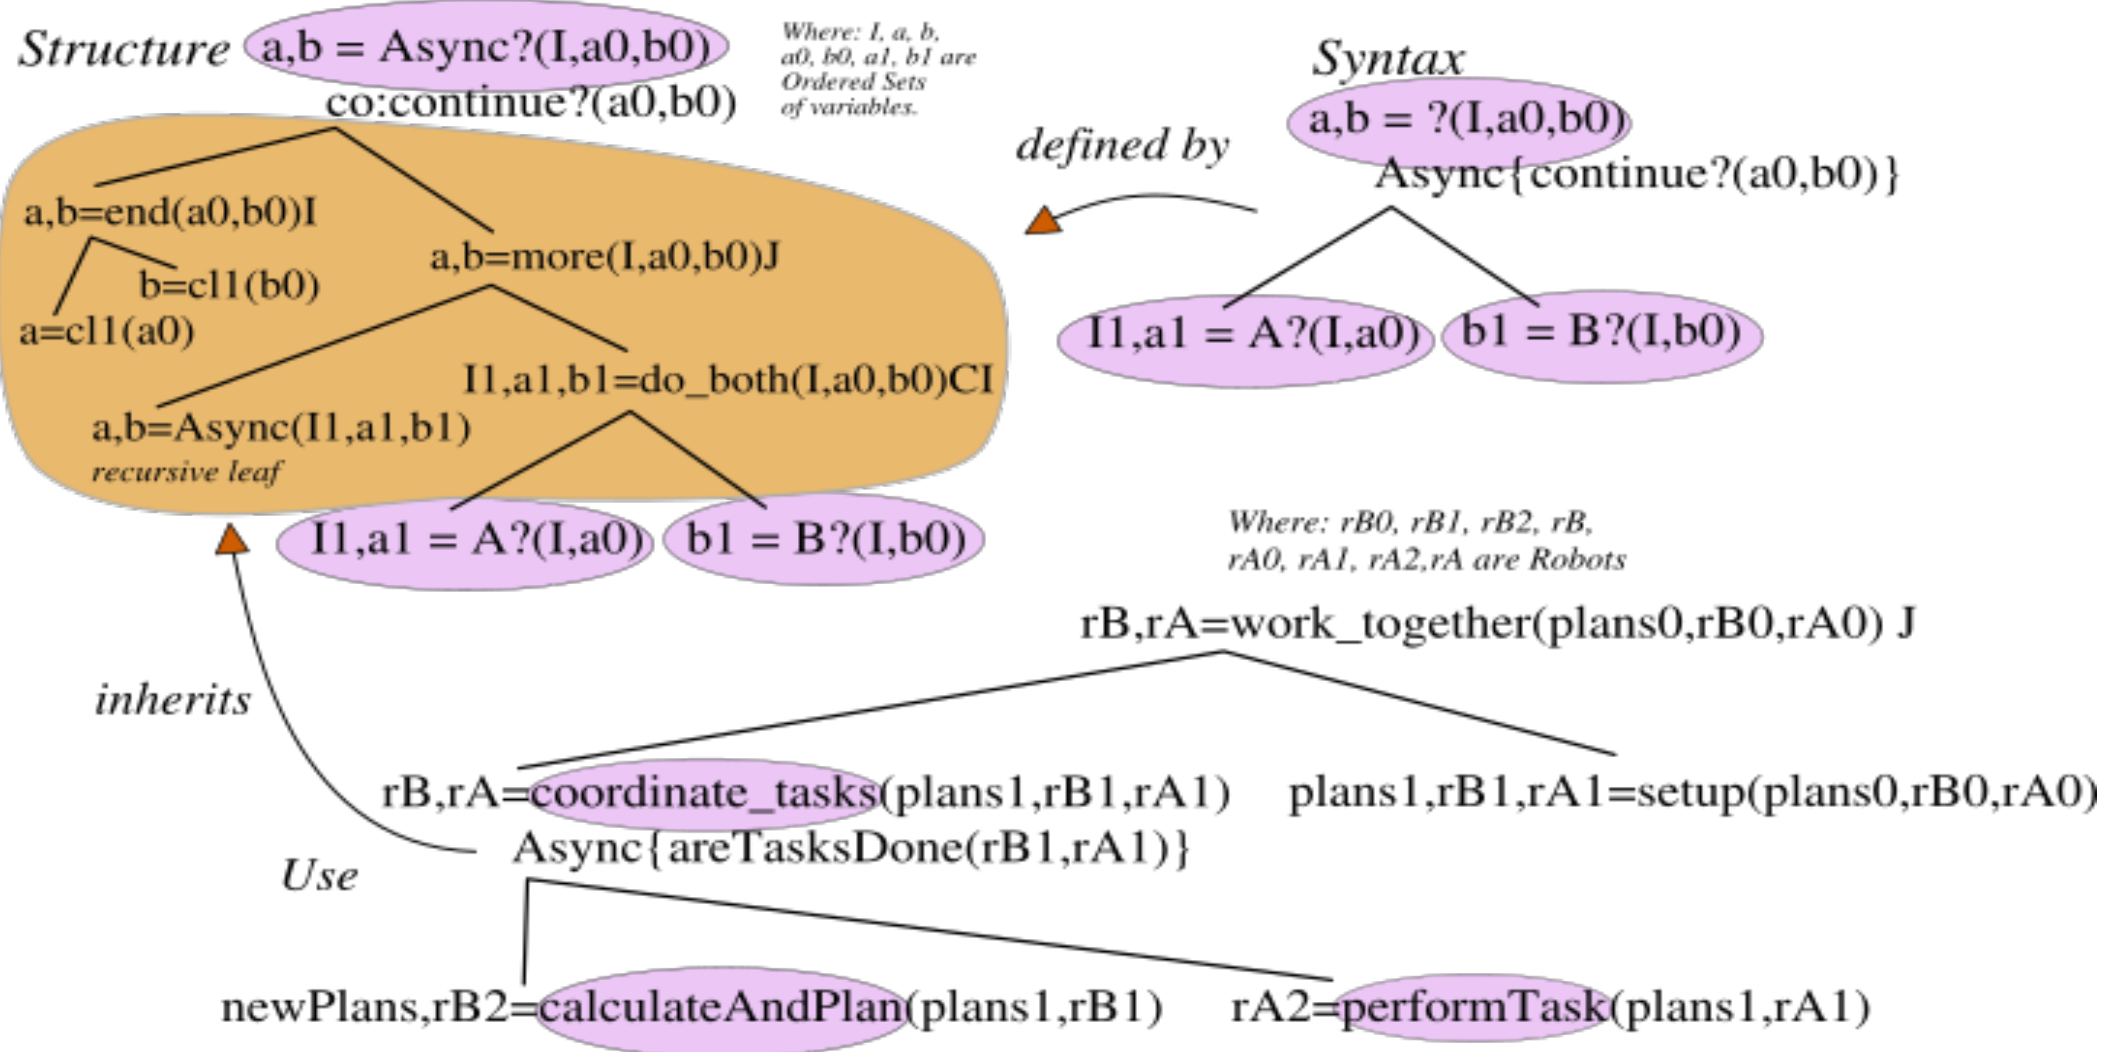 Structure
a,b = Async?(I,a0,b0)
co:continue?(a0,b0)
Where: I, a, b,
a0, b0, a1, b1 are
Ordered Sets
of variables.
a,b=end(a0,b0)I
b=cl1(b0)
a=cl1(a0)
a,b=more(I,a0,b0)J
I1,a1,b1=do_both(I,a0,b0)CI
a,b=Async(I1,a1,b1)
recursive leaf
I1,a1 = A?(I,a0)
b1 = B?(I,b0)
defined by
Syntax
a,b = ?(I,a0,b0)
Async{continue?(a0,b0)}
I1,a1 = A?(I,a0)
b1 = B?(I,b0)
inherits
Use
Where: rB0, rB1, rB2, rB,
rA0, rA1, rA2,rA are Robots
rB,rA=work_together(plans0,rB0,rA0) J
rB,rA=coordinate_tasks(plans1,rB1,rA1)
Async{areTasksDone(rB1,rA1)}
plans1,rB1,rA1=setup(plans0,rB0,rA0)
newPlans,rB2=calculateAndPlan(plans1,rB1)
rA2=performTask(plans1,rA1)